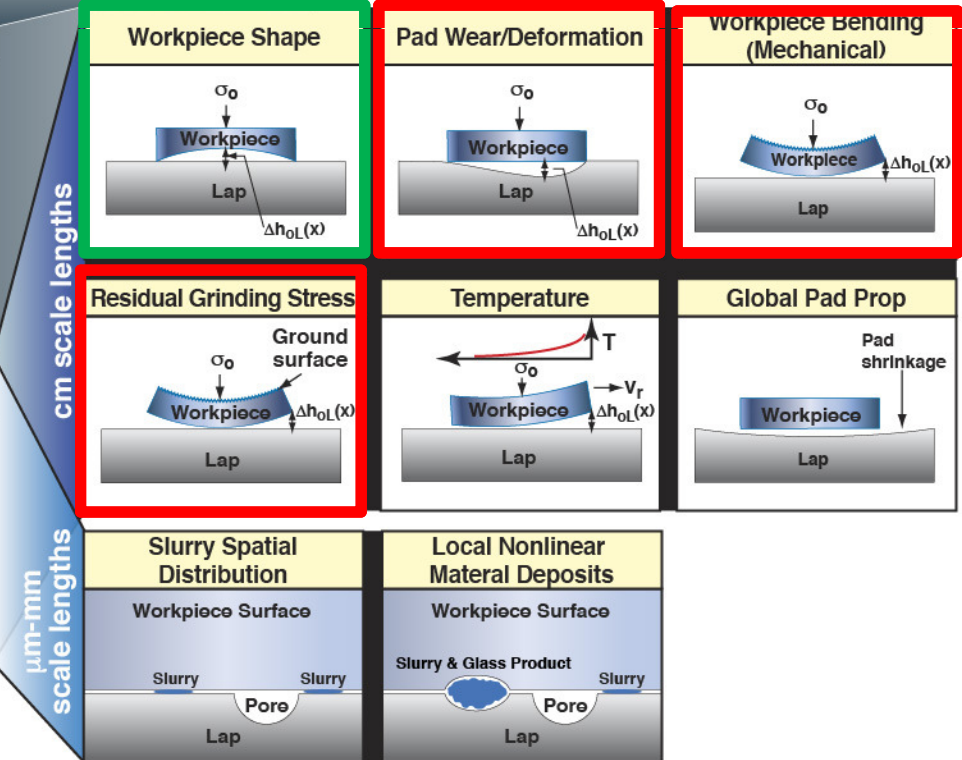 cm scale lengths
Workpiece Shape
σo
Workpiece
Lap
ΔhoL(x)
Pad Wear/Deformation
σo
Workpiece
Lap
ΔhoL(x)
Workpiece Bending
(Mechanical)
σo
Workpiece
ΔhoL(x)
Lap
Residual Grinding Stress
Ground
surface
σo
Workpiece
ΔhoL(x)
Lap
Temperature
T
σo
Vr
Workpiece
ΔhoL(x)
Lap
Global Pad Prop
Pad
shrinkage
Workpiece
Lap
μm-mm
scale lengths
Slurry Spatial
Distribution
Workpiece Surface
Slurry
Slurry
Pore
Lap
Local Nonlinear
Materal Deposits
Workpiece Surface
Slurry & Glass Product
Slurry
Pore
Lap